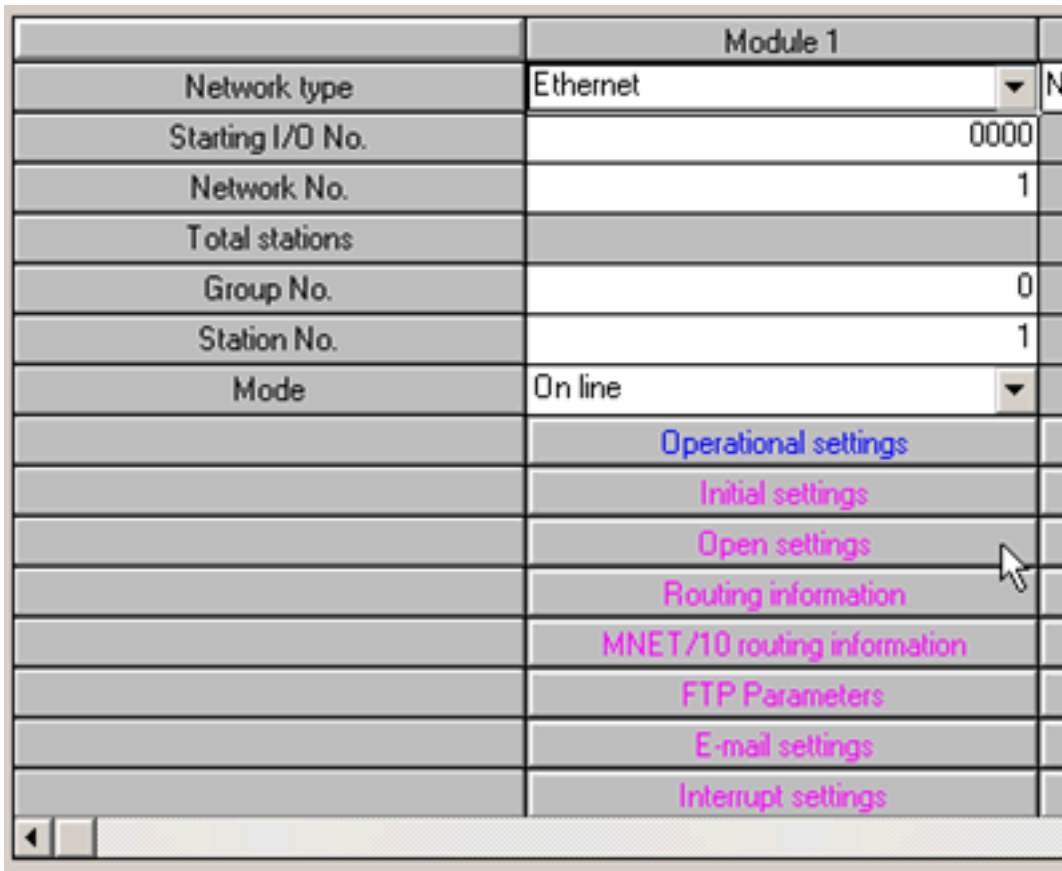 Module 1
Network type Ethernet N
Starting I/O No. 0000
Network No. 1
Total stations
Group No. 0
Station No. 1
Mode On line
Operational settings
Initial settings
Open settings
Routing information
MNET/10 routing information
FTP Parameters
E-mail settings
Interrupt settings